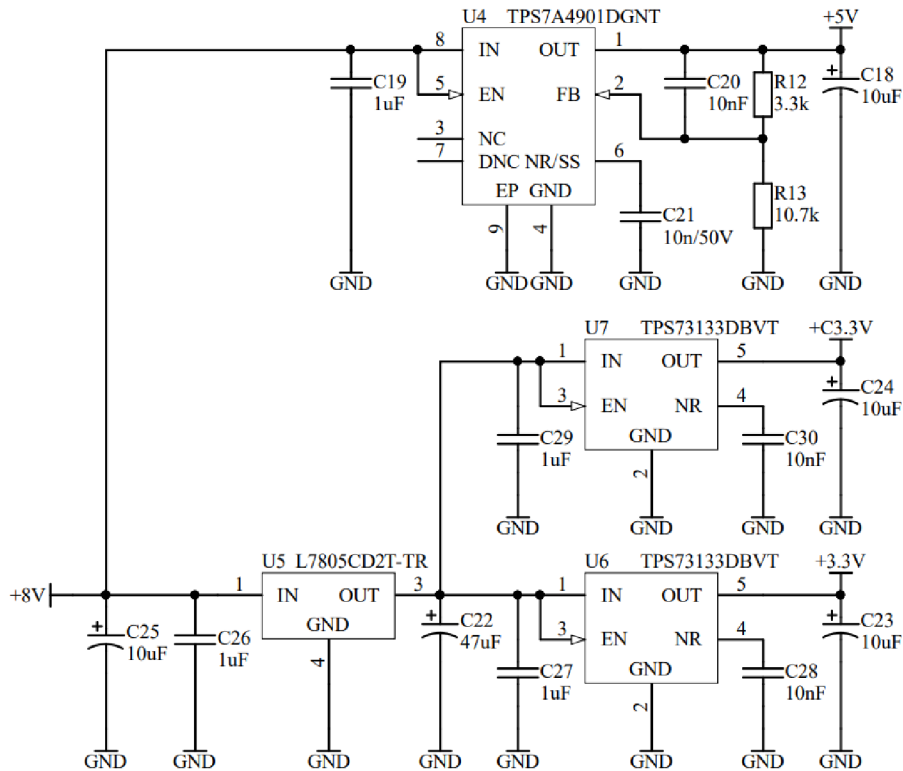 U4 TPS7A4901DGNT +5V
8 IN OUT 1
C19
1uF
5 EN FB 2
C20
10nF
R12
3.3k
C18
10uF
3 NC
7 DNC NR/SS 6
EP GND
9 4
C21
10n/50V
R13
10.7k
GND GND GND GND GND GND
U7 TPS73133DBVT +C3.3V
1 IN OUT 5
3 EN NR 4
GND
2
C29
1uF
C30
10nF
C24
10uF
GND GND GND GND
U5 L7805CD2T-TR
+8V
1 IN OUT 3
GND
4
C25
10uF
C26
1uF
C22
47uF
U6 TPS73133DBVT +3.3V
1 IN OUT 5
3 EN NR 4
GND
2
C27
1uF
C28
10nF
C23
10uF
GND GND GND GND GND GND GND GND